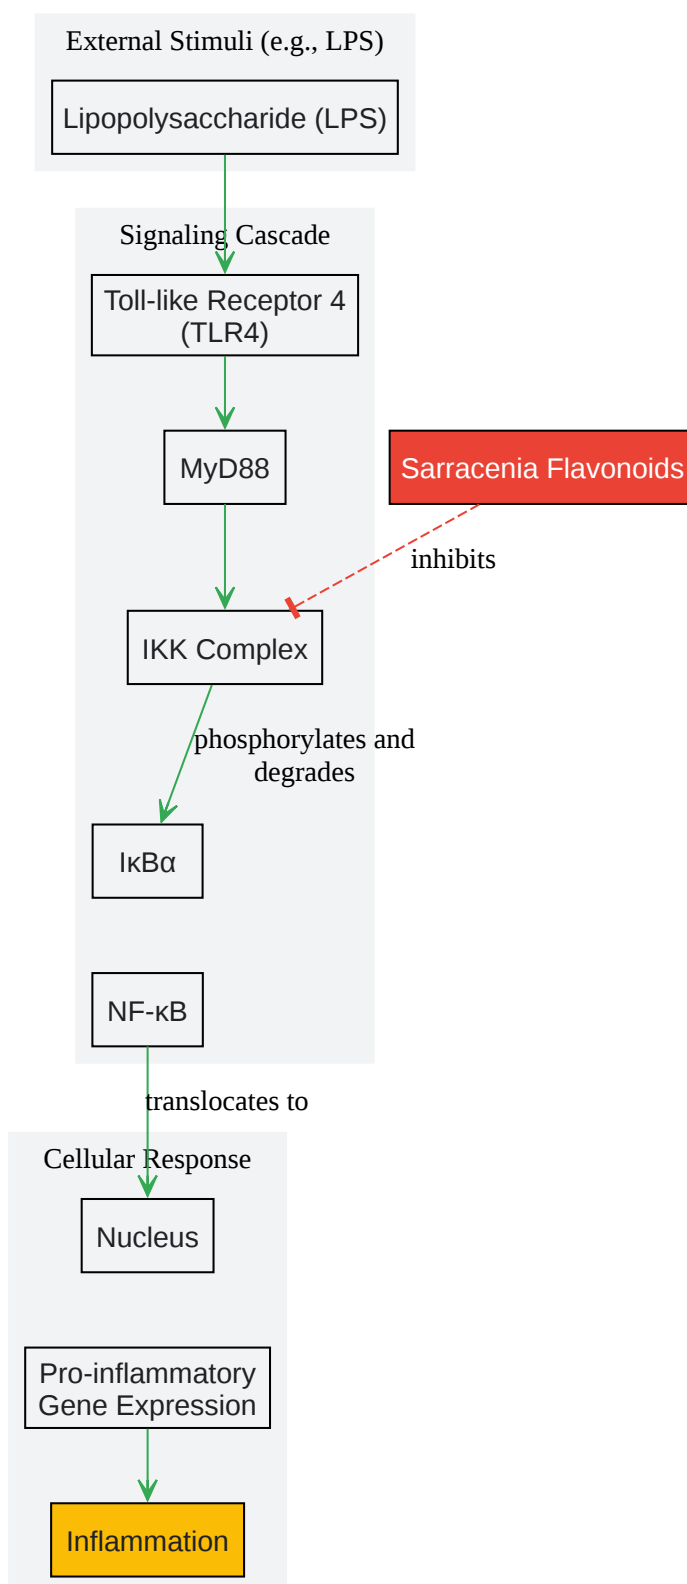 External Stimuli (e.g., LPS)
Lipopolysaccharide (LPS)
Signaling Cascade
Toll-like Receptor 4
(TLR4)
MyD88
Sarracenia Flavonoids
inhibits
IKK Complex
phosphorylates and
degrades
IκBα
NF-κB
translocates to
Cellular Response
Nucleus
Pro-inflammatory
Gene Expression
Inflammation